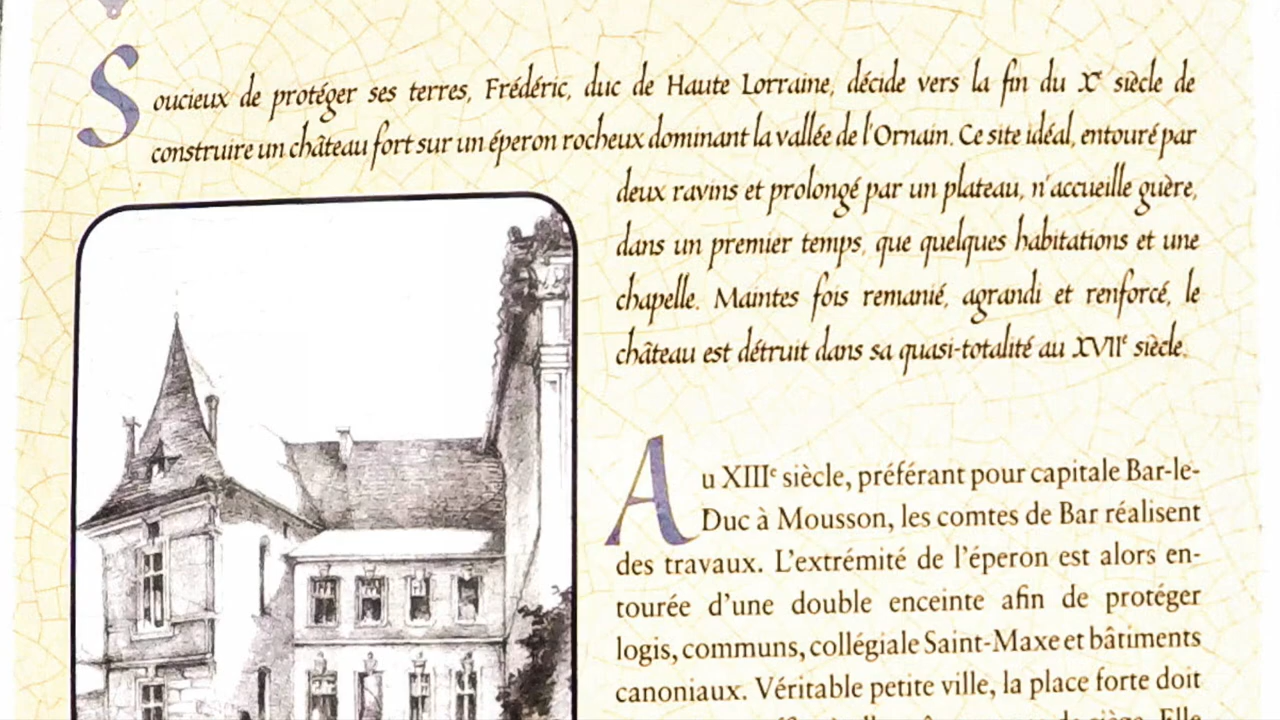 Soucieux de protéger ses terres, Frédéric, duc de Haute Lorraine, décide vers la fin du Xe siècle de
construire un château fort sur un éperon rocheux dominant la vallée de l'Ornain. Ce site idéal, entouré par
deux ravins et prolongé par un plateau, n'accueille guère,
dans un premier temps, que quelques habitations et une
chapelle. Maintes fois remanié, agrandi et renforcé, le
château est détruit dans sa quasi-totalité au XVIIe siècle.
Au XIIIe siècle, préférant pour capitale Bar-le-
Duc à Mousson, les comtes de Bar réalisent
des travaux. L'extrémité de l'éperon est alors en-
tourée d'une double enceinte afin de protéger
logis, communs, collégiale Saint-Maxe et bâtiments
canoniaux. Véritable petite ville, la place forte doit
siège. Elle